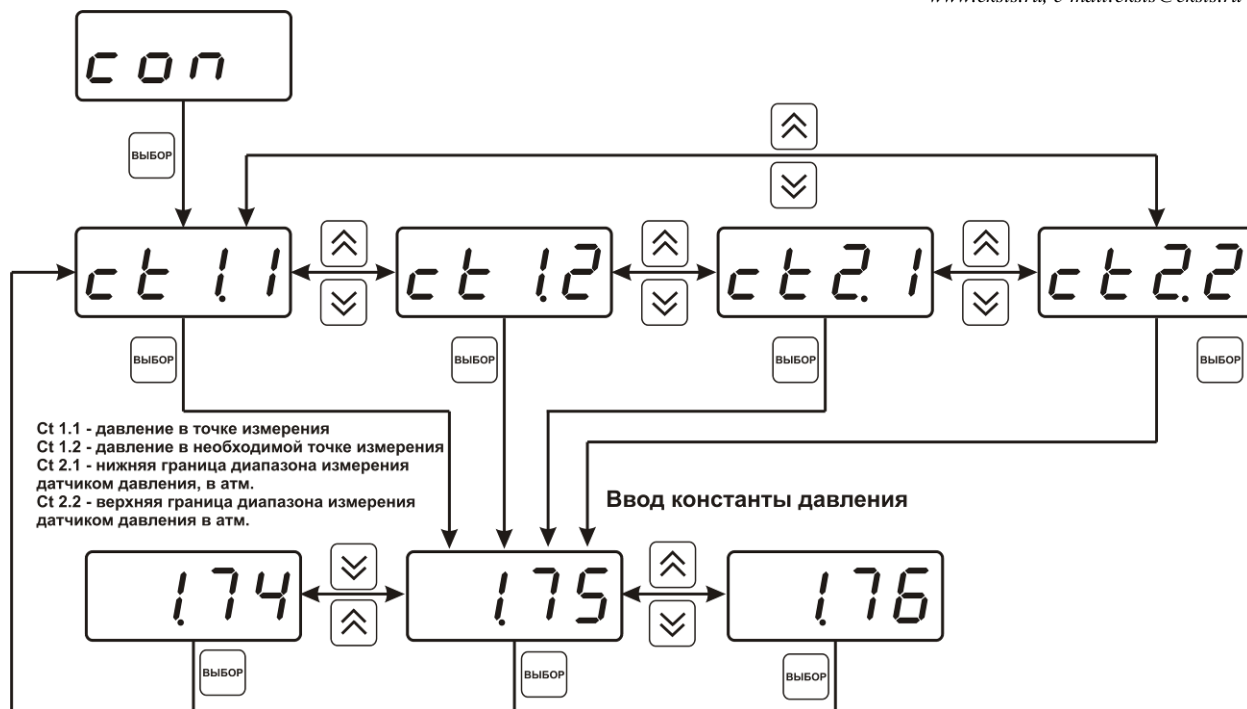 con
ВЫБОР
ct 1.1
ct 1.2
ct 2.1
ct 2.2
ВЫБОР
ВЫБОР
ВЫБОР
ВЫБОР
Ct 1.1 - давление в точке измерения
Ct 1.2 - давление в необходимой точке измерения
Ct 2.1 - нижняя граница диапазона измерения
датчиком давления, в атм.
Ct 2.2 - верхняя граница диапазона измерения
датчиком давления в атм.
Ввод константы давления
1.74
1.75
1.76
ВЫБОР
ВЫБОР
ВЫБОР